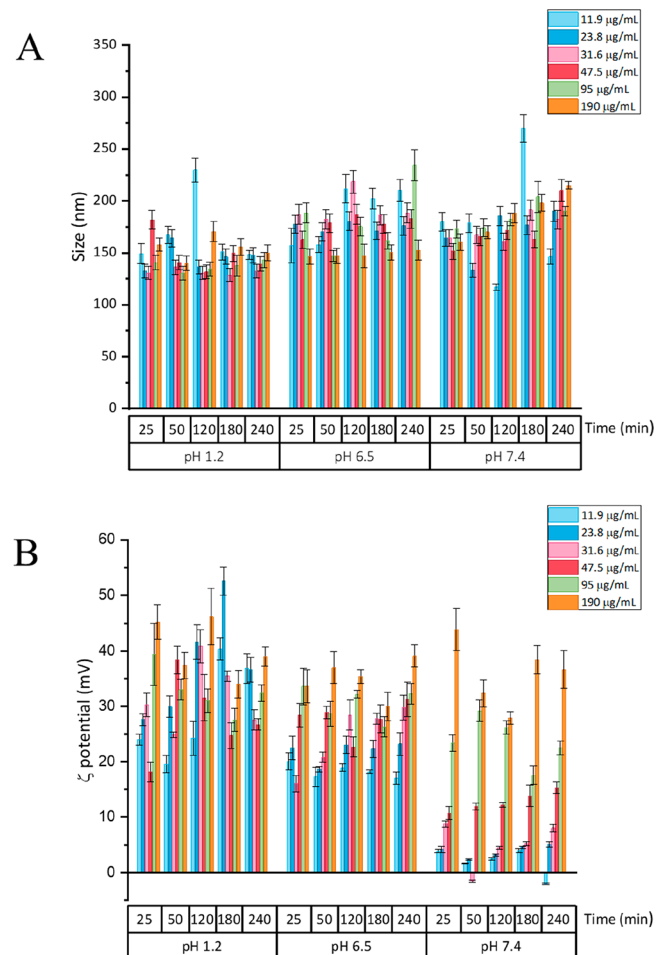 A
11.9 μg/mL
23.8 μg/mL
31.6 μg/mL
47.5 μg/mL
95 μg/mL
190 μg/mL
350
300
250
200
150
100
50
0
Size (nm)
25 50 120 180 240 25 50 120 180 240 25 50 120 180 240 Time (min)
pH 1.2 pH 6.5 pH 7.4
B
11.9 μg/mL
23.8 μg/mL
31.6 μg/mL
47.5 μg/mL
95 μg/mL
190 μg/mL
60
50
40
30
20
10
0
ζ potential (mV)
25 50 120 180 240 25 50 120 180 240 25 50 120 180 240 Time (min)
pH 1.2 pH 6.5 pH 7.4